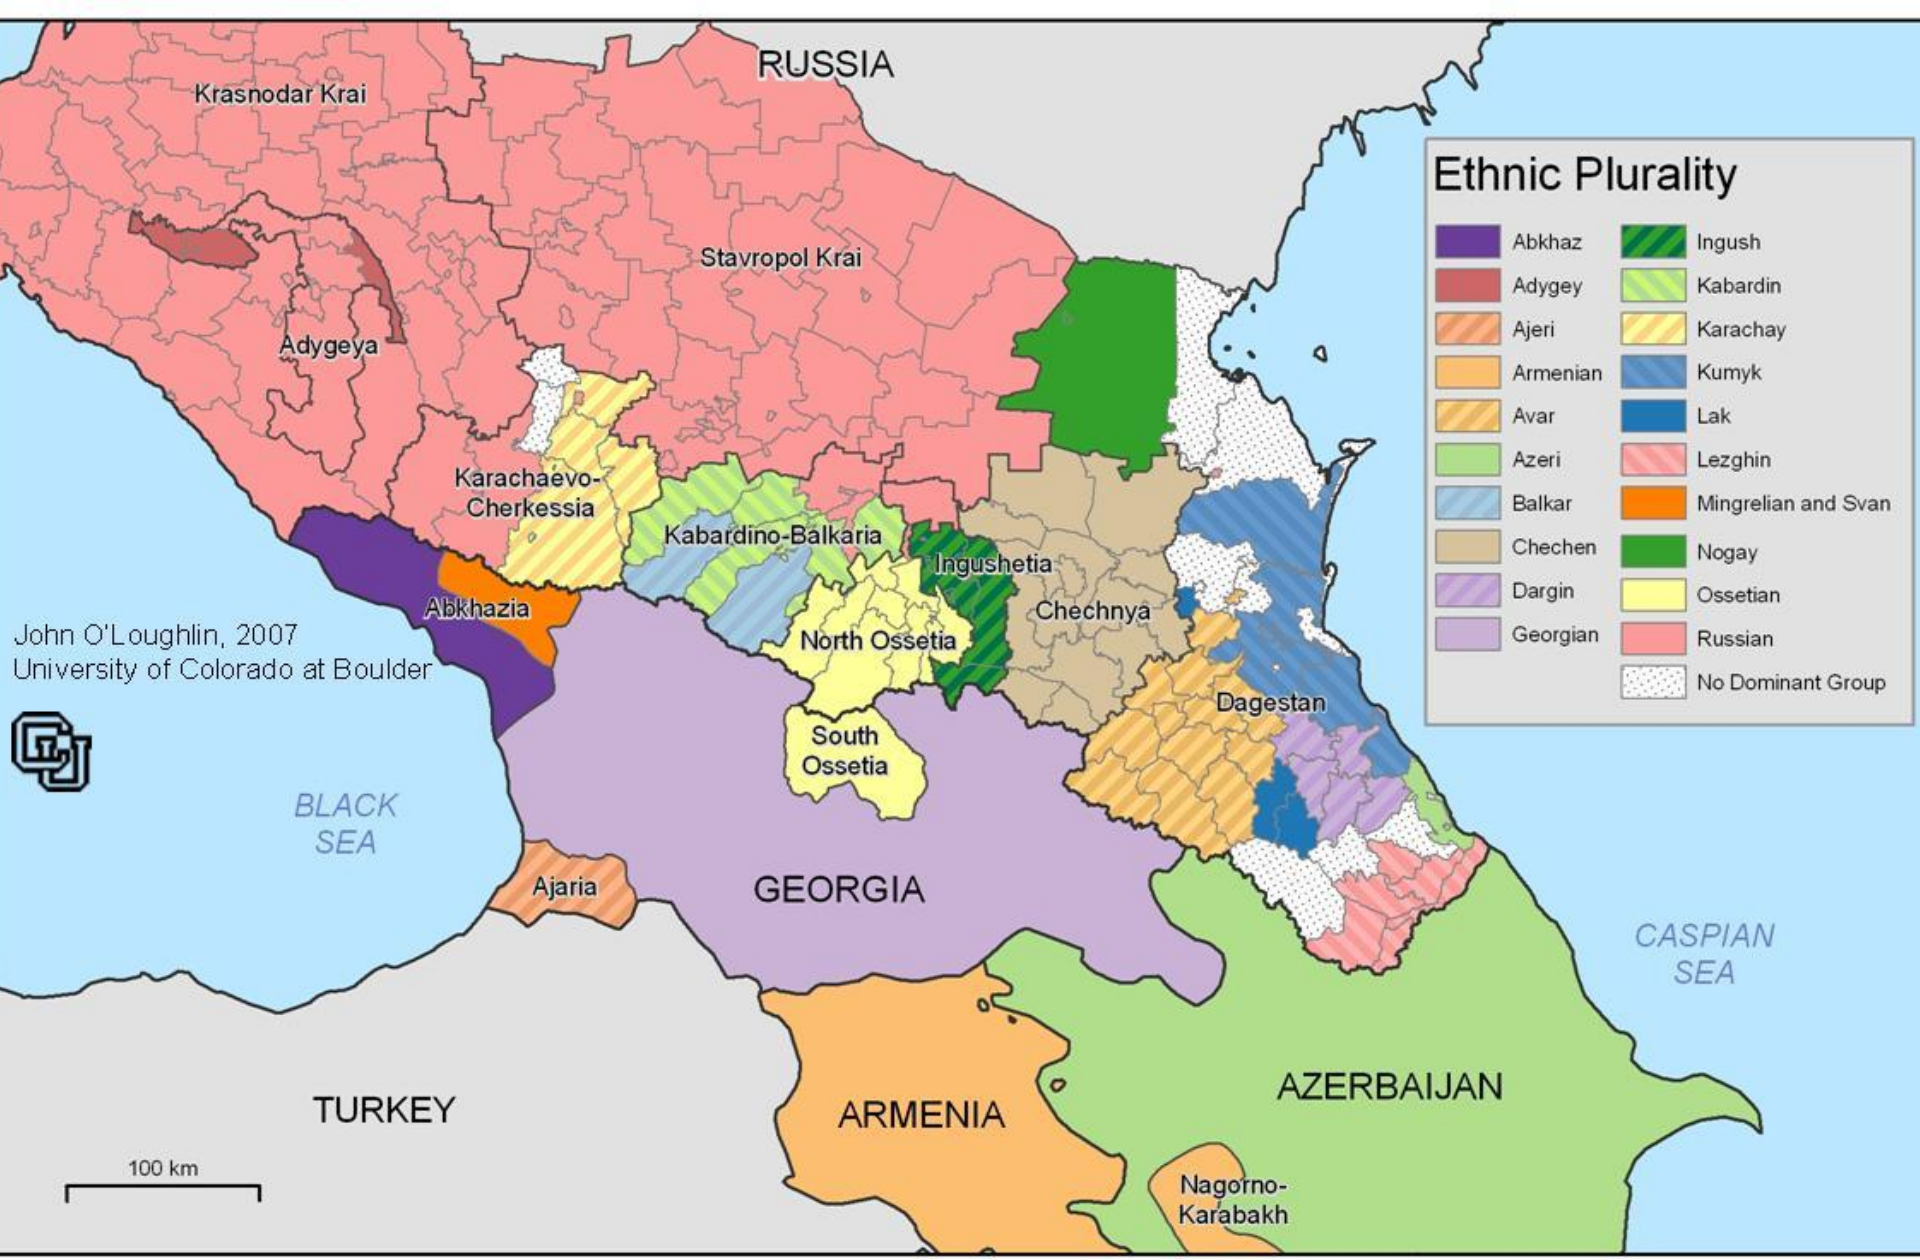 RUSSIA
Krasnodar Krai
Stavropol Krai
Adygeya
Karachaevo-
Cherkessia
Kabardino-Balkaria
Ingushetia
Chechnya
Abkhazia
North Ossetia
South
Ossetia
Dagestan
John O'Loughlin, 2007
University of Colorado at Boulder
CU
BLACK
SEA
Ajaria
GEORGIA
CASPIAN
SEA
TURKEY
ARMENIA
AZERBAIJAN
Nagorno-
Karabakh
100 km
Ethnic Plurality
Abkhaz
Adygey
Ajeri
Armenian
Avar
Azeri
Balkar
Chechen
Dargin
Georgian
Ingush
Kabardin
Karachay
Kumyk
Lak
Lezghin
Mingrelian and Svan
Nogay
Ossetian
Russian
No Dominant Group